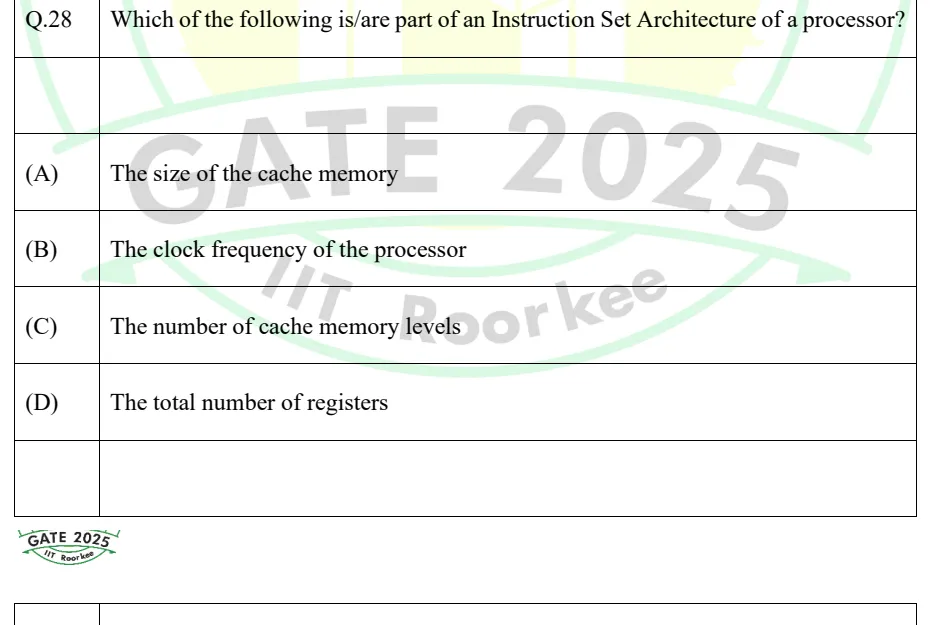 Q.28 Which of the following is/are part of an Instruction Set Architecture of a processor?
GATE 2025
(A) The size of the cache memory
(B) The clock frequency of the processor
IIT Roorkee
(C) The number of cache memory levels
(D) The total number of registers
GATE 2025
IIT Roorkee